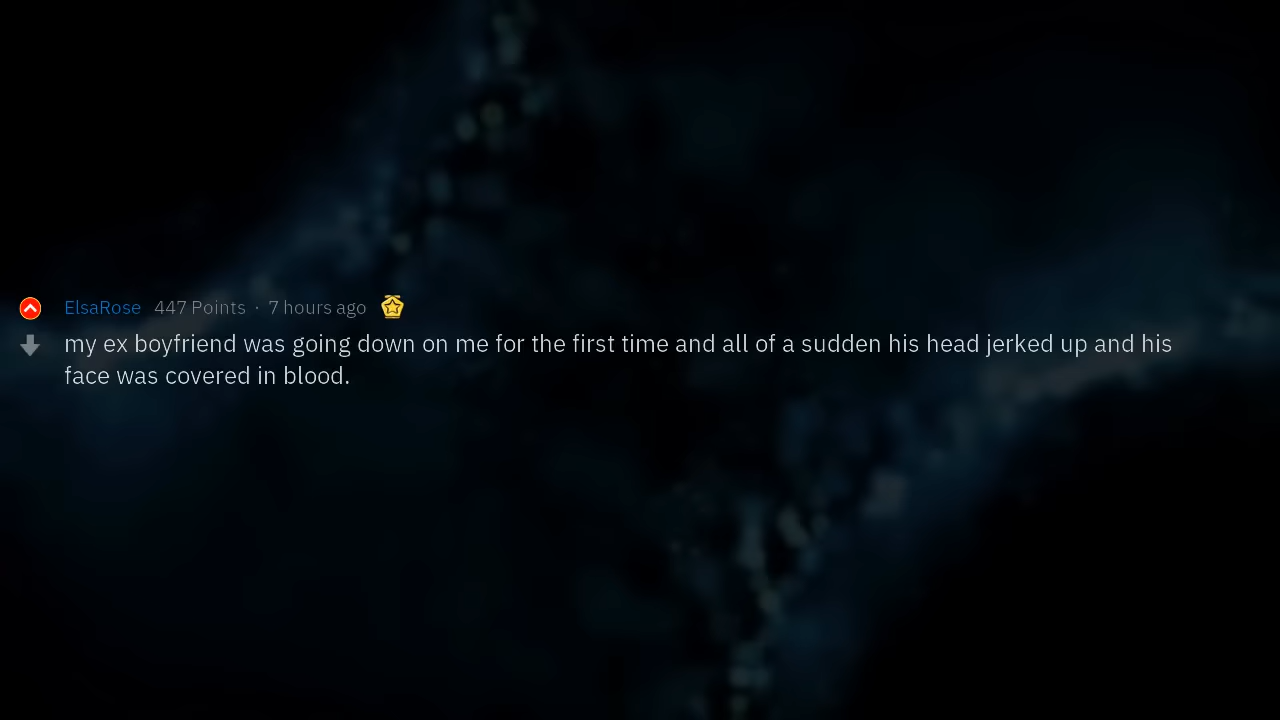 ElsaRose 447 Points · 7 hours ago
my ex boyfriend was going down on me for the first time and all of a sudden his head jerked up and his
face was covered in blood.